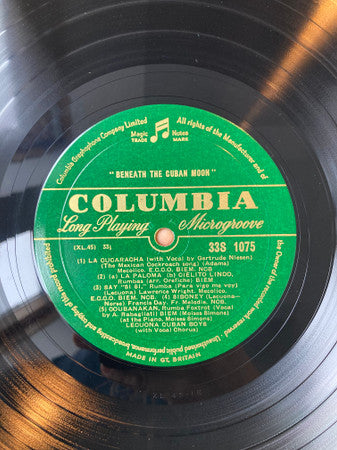 Columbia Graphophone Company Limited
All rights of the Manufacturer and of
the Owner of the Recorded work reserved. Unauthorised public performance, broadcasting
and copying of this record prohibited
Magic Notes
TRADE MARK
"BENEATH THE CUBAN MOON"
COLUMBIA
Long Playing Microgroove
(XL.45) 33⅓ 33S 1075
(1) LA CUCARACHA (with Vocal by Gertrude Niesen)
(The Mexican Cockroach song) (Adams)
Mecolico. E.O.D.O. BIEM. NCB.
(2) (a) LA PALOMA (b) CIELITO LINDO,
Rumbas (arr. Orefiche) BIEM
(3) SAY "SI SI," Rumba (Para vigo me voy)
(Lecuona) Lawrence Wright. Mecolico.
E.O.D.O. BIEM. NCB. (4) SIBONEY (Lecuona—
Nerev) Francis Day. Fr. Melodia. NCB.
(5) COUBANAKAN, Rumba Foxtrot (Vocal
by A. Rabagliati) BIEM (Moises Simons)
(at the Piano, Moises Simons)
LECUONA CUBAN BOYS
(with Vocal Chorus)
MADE IN GT. BRITAIN